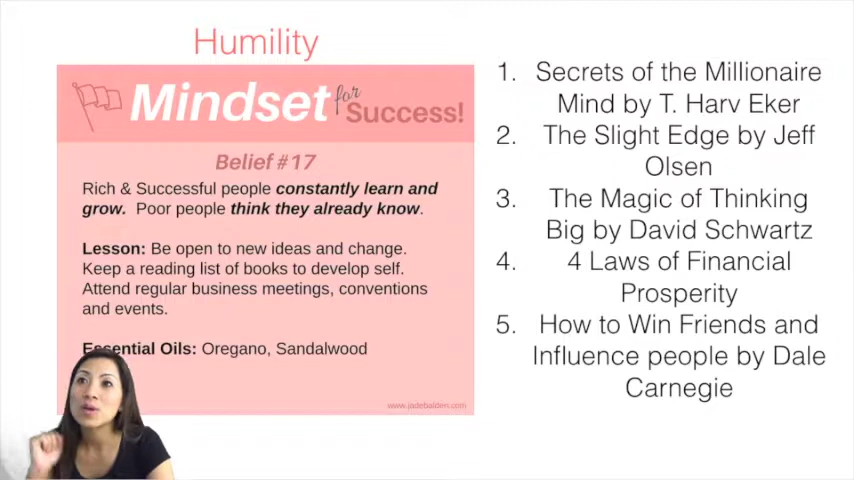 Humility
Mindset for Success!
Belief #17
Rich & Successful people constantly learn and
grow. Poor people think they already know.
Lesson: Be open to new ideas and change.
Keep a reading list of books to develop self.
Attend regular business meetings, conventions
and events.
Essential Oils: Oregano, Sandalwood
www.jadebalden.com
1. Secrets of the Millionaire
Mind by T. Harv Eker
2. The Slight Edge by Jeff
Olsen
3. The Magic of Thinking
Big by David Schwartz
4. 4 Laws of Financial
Prosperity
5. How to Win Friends and
Influence people by Dale
Carnegie